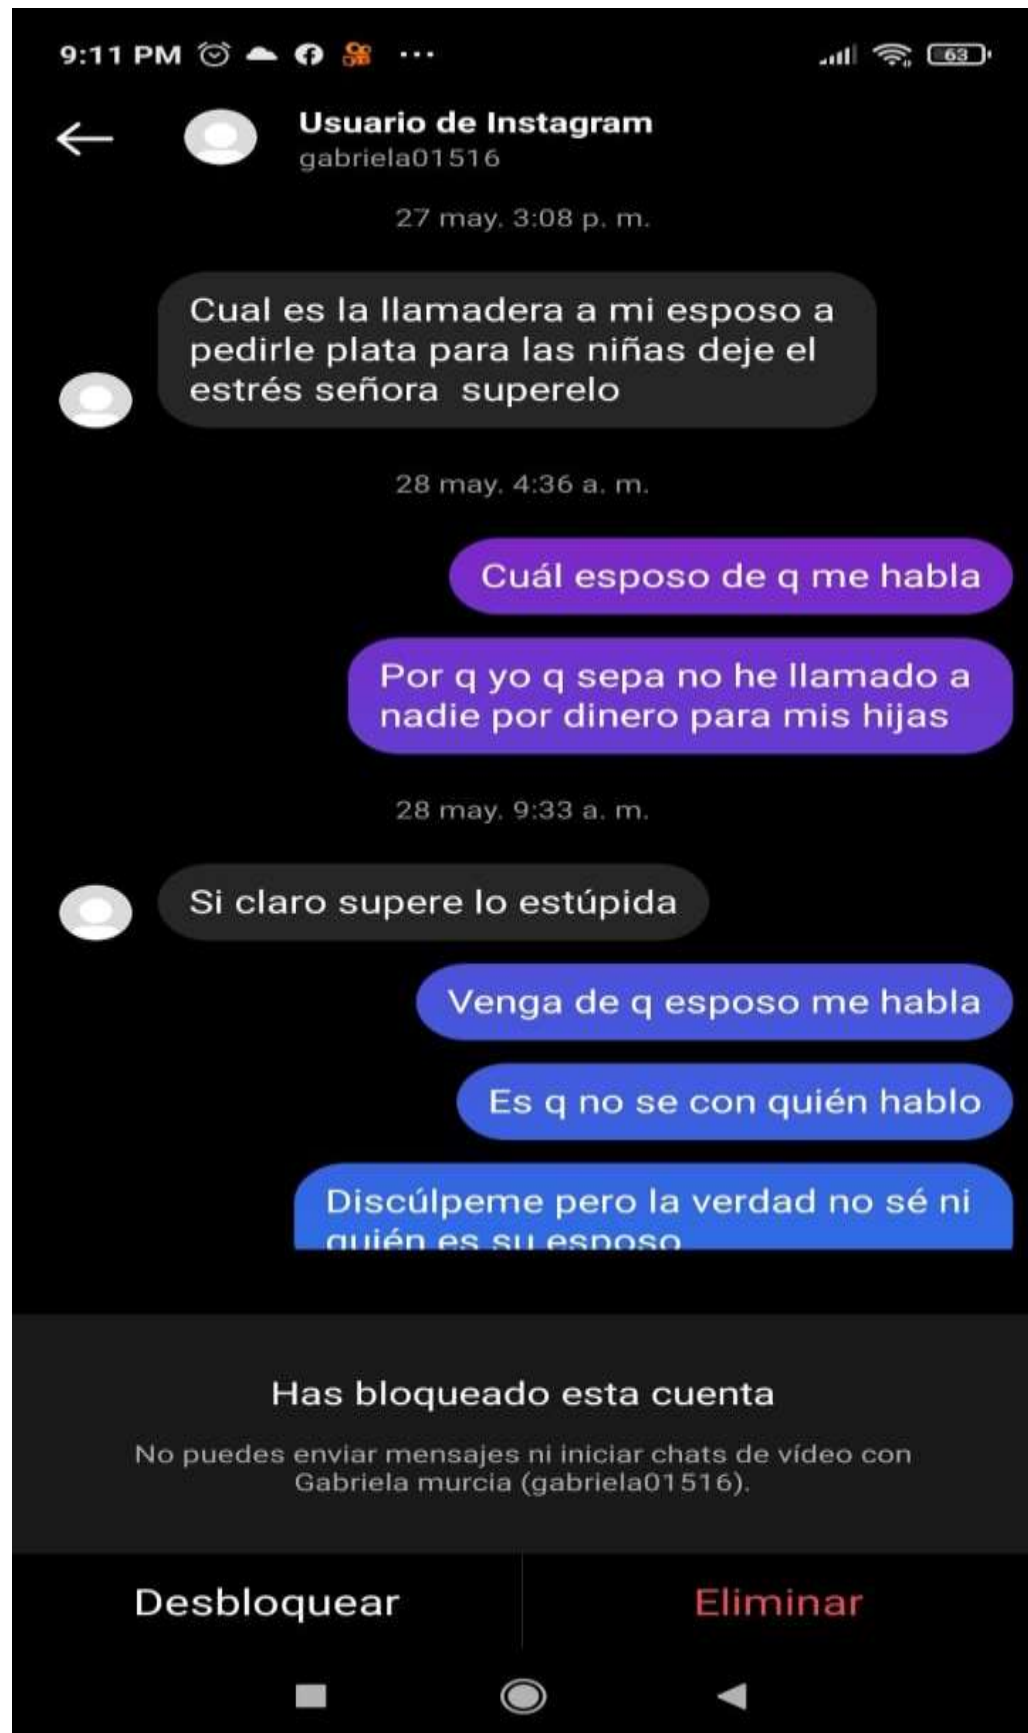 9:11 PM
63
Usuario de Instagram
gabriela01516
27 may. 3:08 p. m.
Cual es la llamadera a mi esposo a
pedirle plata para las niñas deje el
estrés señora  superelo
28 may. 4:36 a. m.
Cuál esposo de q me habla
Por q yo q sepa no he llamado a
nadie por dinero para mis hijas
28 may. 9:33 a. m.
Si claro supere lo estúpida
Venga de q esposo me habla
Es q no se con quién hablo
Discúlpeme pero la verdad no sé ni
quién es su esposo
Has bloqueado esta cuenta
No puedes enviar mensajes ni iniciar chats de vídeo con
Gabriela murcia (gabriela01516).
Desbloquear
Eliminar